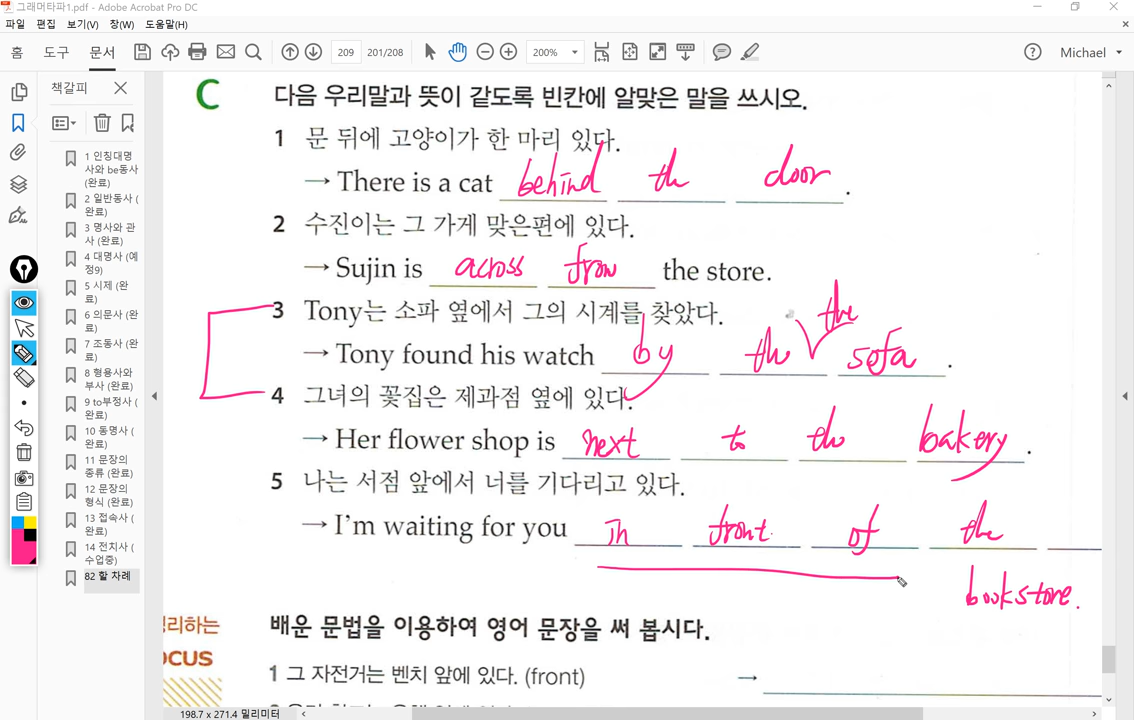 그래머타파1.pdf - Adobe Acrobat Pro DC
파일 편집 보기(V) 창(W) 도움말(H)
홈 도구 문서 209 201/208 200% Michael
책갈피
1 인칭대명사와 be동사 (완료)
2 일반동사 (완료)
3 명사와 관사 (완료)
4 대명사 (예정9)
5 시제 (완료)
6 의문사 (완료)
7 조동사 (완료)
8 형용사와 부사 (완료)
9 to부정사 (완료)
10 동명사 (완료)
11 문장의 종류 (완료)
12 문장의 형식 (완료)
13 접속사 (완료)
14 전치사 (수업중)
82 할 차례
C 다음 우리말과 뜻이 같도록 빈칸에 알맞은 말을 쓰시오.
1 문 뒤에 고양이가 한 마리 있다.
→ There is a cat behind the door.
2 수진이는 그 가게 맞은편에 있다.
→ Sujin is across from the store.
3 Tony는 소파 옆에서 그의 시계를 찾았다.
the
→ Tony found his watch by the sofa.
4 그녀의 꽃집은 제과점 옆에 있다.
→ Her flower shop is next to the bakery.
5 나는 서점 앞에서 너를 기다리고 있다.
→ I'm waiting for you in front of the
bookstore.
리하는
OCUS
배운 문법을 이용하여 영어 문장을 써 봅시다.
1 그 자전거는 벤치 앞에 있다. (front) →
198.7 x 271.4 밀리미터